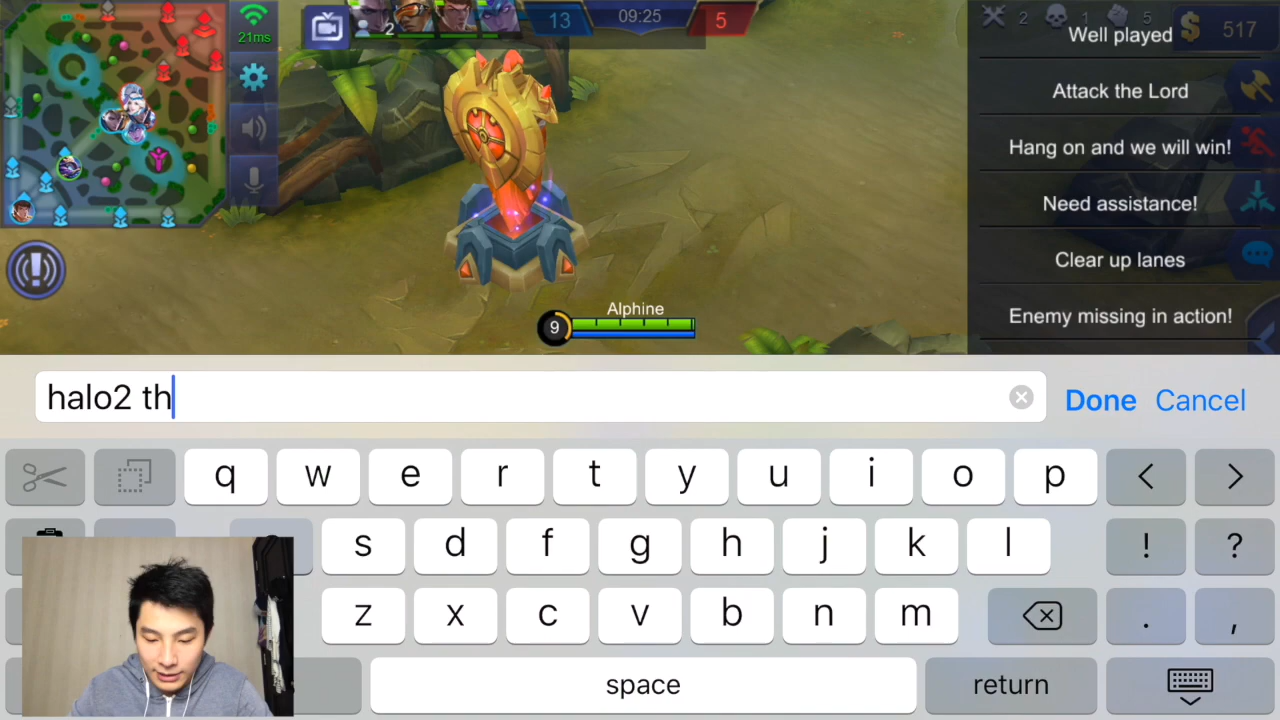 21ms
2
13
09:25
5
2
1
5
$ 517
Well played
Attack the Lord
Hang on and we will win!
Need assistance!
Clear up lanes
Enemy missing in action!
Alphine
9
halo2 th
Done
Cancel
q w e r t y u i o p < >
s d f g h j k l ! ?
z x c v b n m . ,
space
return